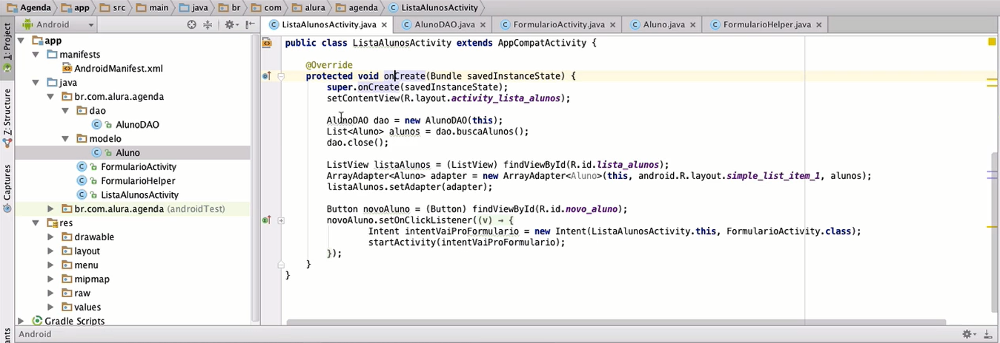 Agenda app src main java br com alura agenda ListaAlunosActivity
Android
ListaAlunosActivity.java × AlunoDAO.java × FormularioActivity.java × Aluno.java × FormularioHelper.java ×
1: Project
Z: Structure
Captures
app
manifests
AndroidManifest.xml
java
br.com.alura.agenda
dao
AlunoDAO
modelo
Aluno
FormularioActivity
FormularioHelper
ListaAlunosActivity
br.com.alura.agenda (androidTest)
res
drawable
layout
menu
mipmap
raw
values
Gradle Scripts
public class ListaAlunosActivity extends AppCompatActivity {
@Override
protected void onCreate(Bundle savedInstanceState) {
super.onCreate(savedInstanceState);
setContentView(R.layout.activity_lista_alunos);
AlunoDAO dao = new AlunoDAO(this);
List<Aluno> alunos = dao.buscaAlunos();
dao.close();
ListView listaAlunos = (ListView) findViewById(R.id.lista_alunos);
ArrayAdapter<Aluno> adapter = new ArrayAdapter<Aluno>(this, android.R.layout.simple_list_item_1, alunos);
listaAlunos.setAdapter(adapter);
Button novoAluno = (Button) findViewById(R.id.novo_aluno);
novoAluno.setOnClickListener((v) → {
Intent intentVaiProFormulario = new Intent(ListaAlunosActivity.this, FormularioActivity.class);
startActivity(intentVaiProFormulario);
});
}
}
Android